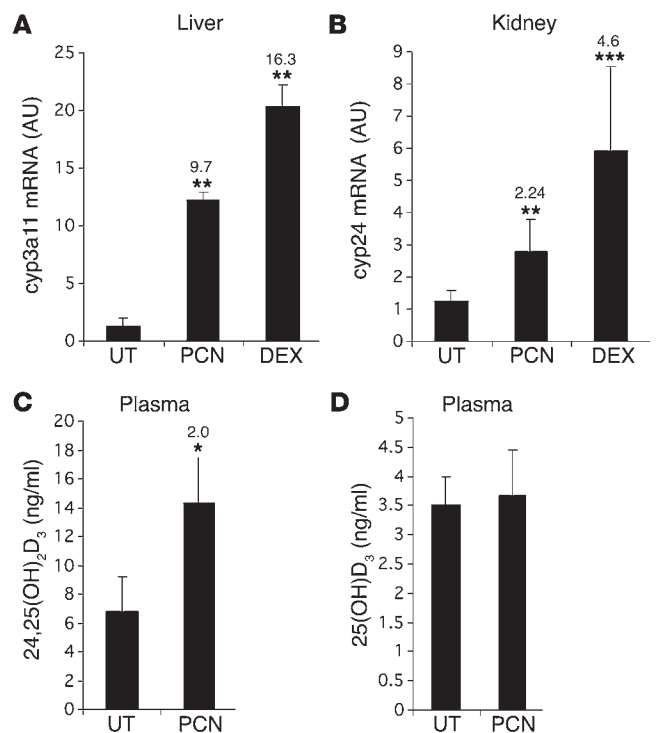 A
Liver
cyp3a11 mRNA (AU)
25
20
15
10
5
0
16.3
**
9.7
**
UT
PCN
DEX
B
Kidney
cyp24 mRNA (AU)
9
8
7
6
5
4
3
2
1
0
4.6
***
2.24
**
UT
PCN
DEX
C
Plasma
24,25(OH)2D3 (ng/ml)
20
18
16
14
12
10
8
6
4
2
0
2.0
*
UT
PCN
D
Plasma
25(OH)D3 (ng/ml)
5
4.5
4
3.5
3
2.5
2
1.5
1
0.5
0
UT
PCN